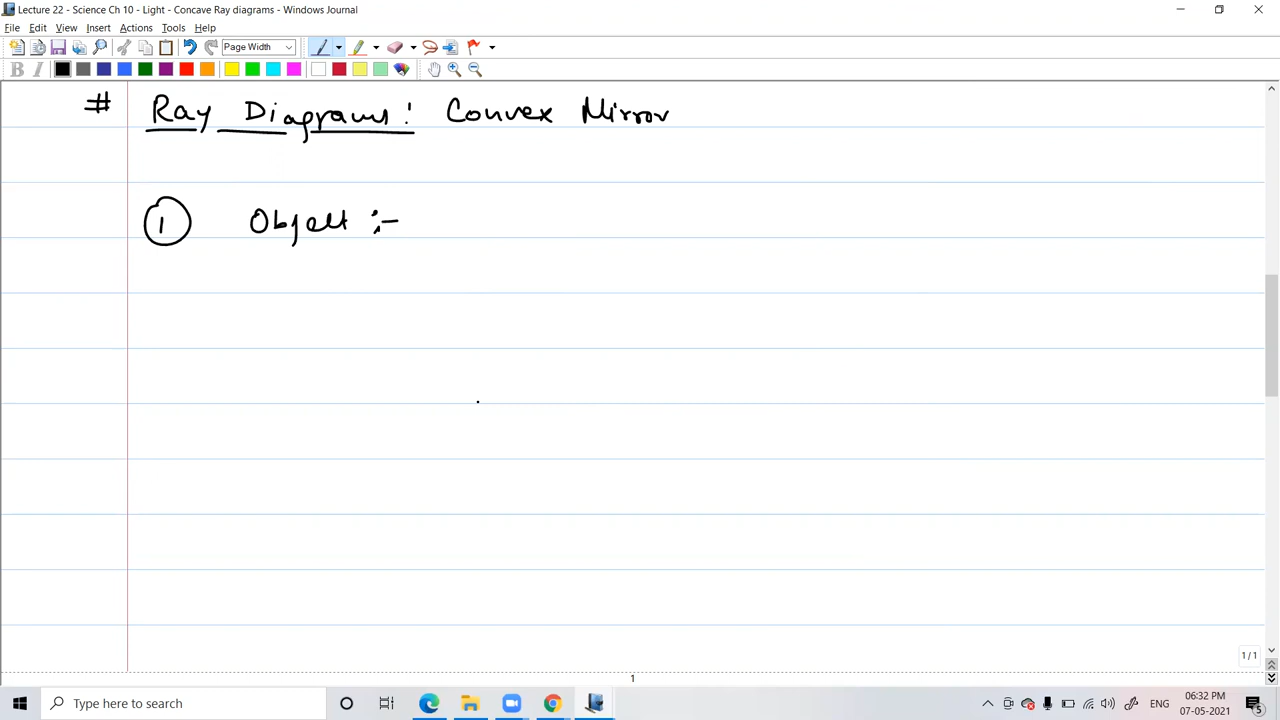 Lecture 22 - Science Ch 10 - Light - Concave Ray diagrams - Windows Journal
File Edit View Insert Actions Tools Help
Page Width
B I
# Ray Diagrams: Convex Mirror
1 Object :-
1/1
1
Type here to search
ENG
06:32 PM
07-05-2021
5